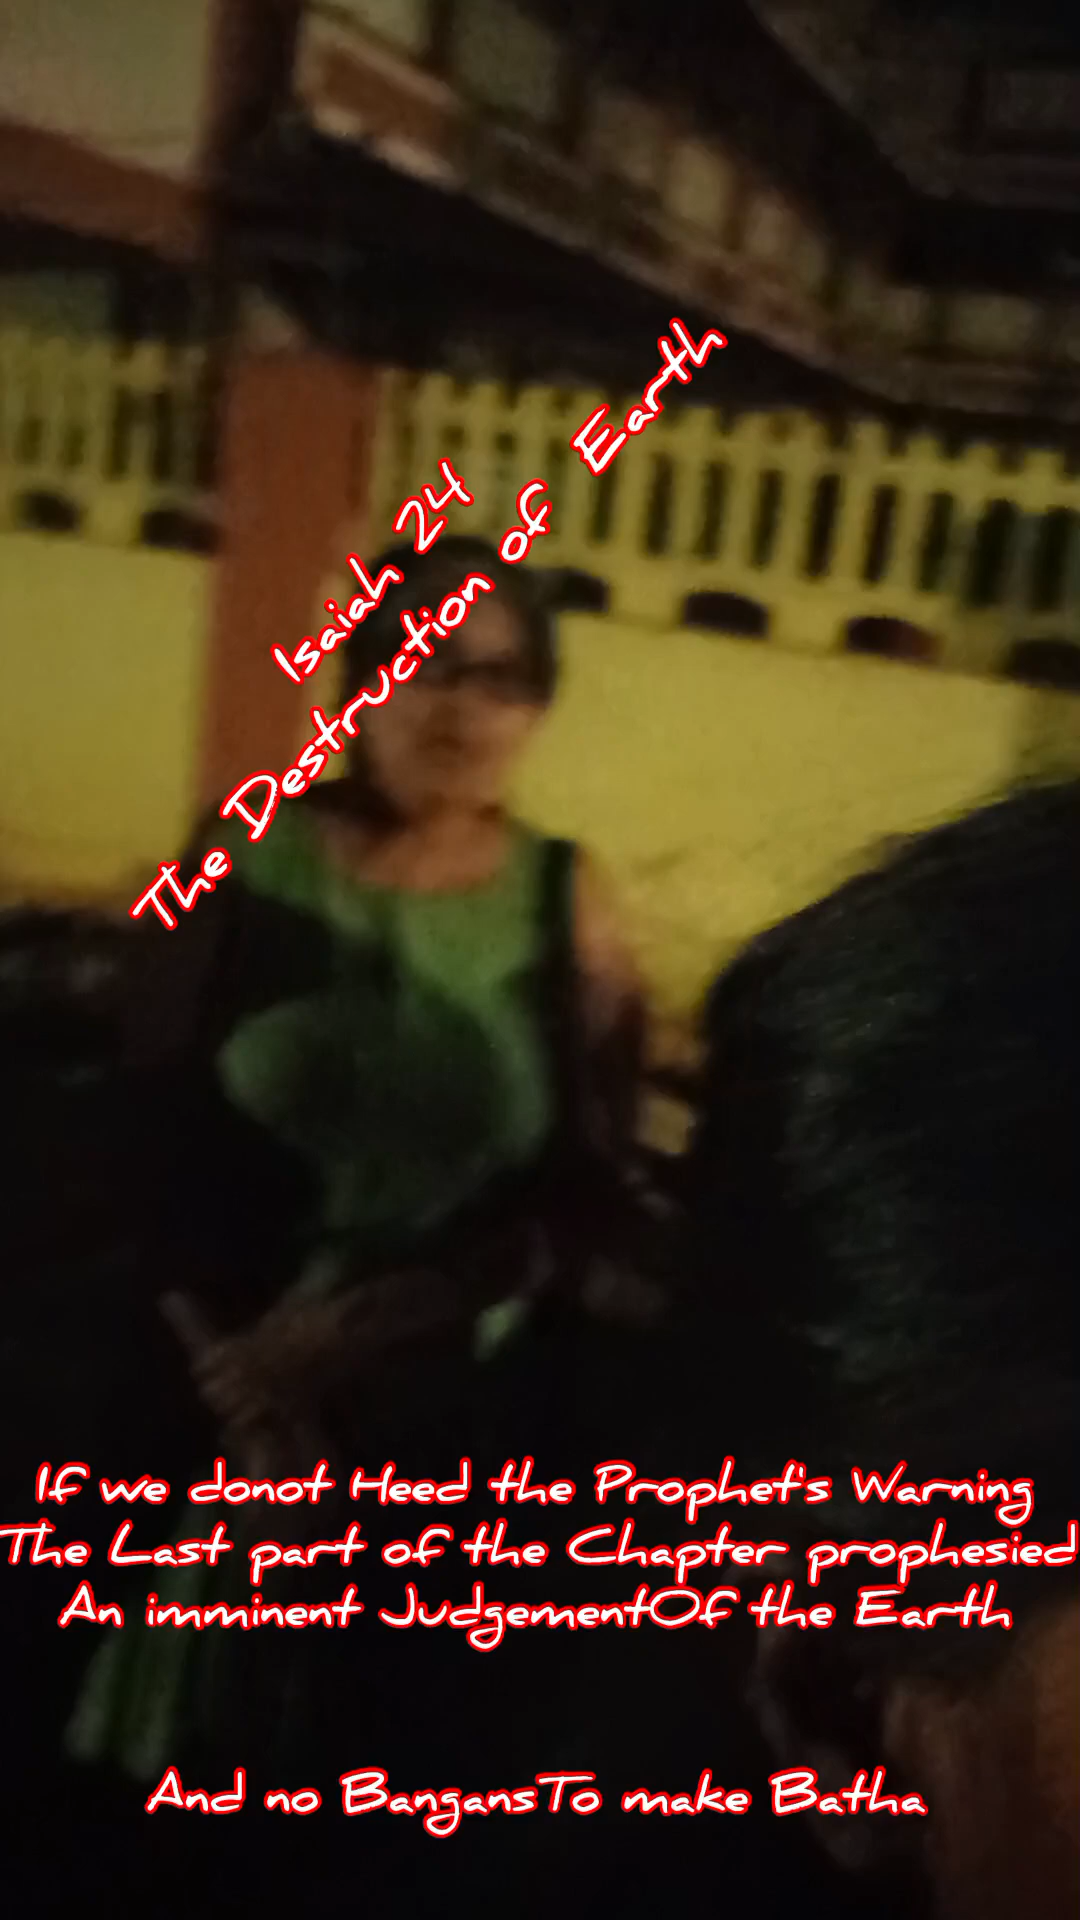 Isaiah 24
The Destruction of Earth
If we donot Heed the Prophet's Warning
The Last part of the Chapter prophesied
An imminent JudgementOf the Earth
And no BangansTo make Batha